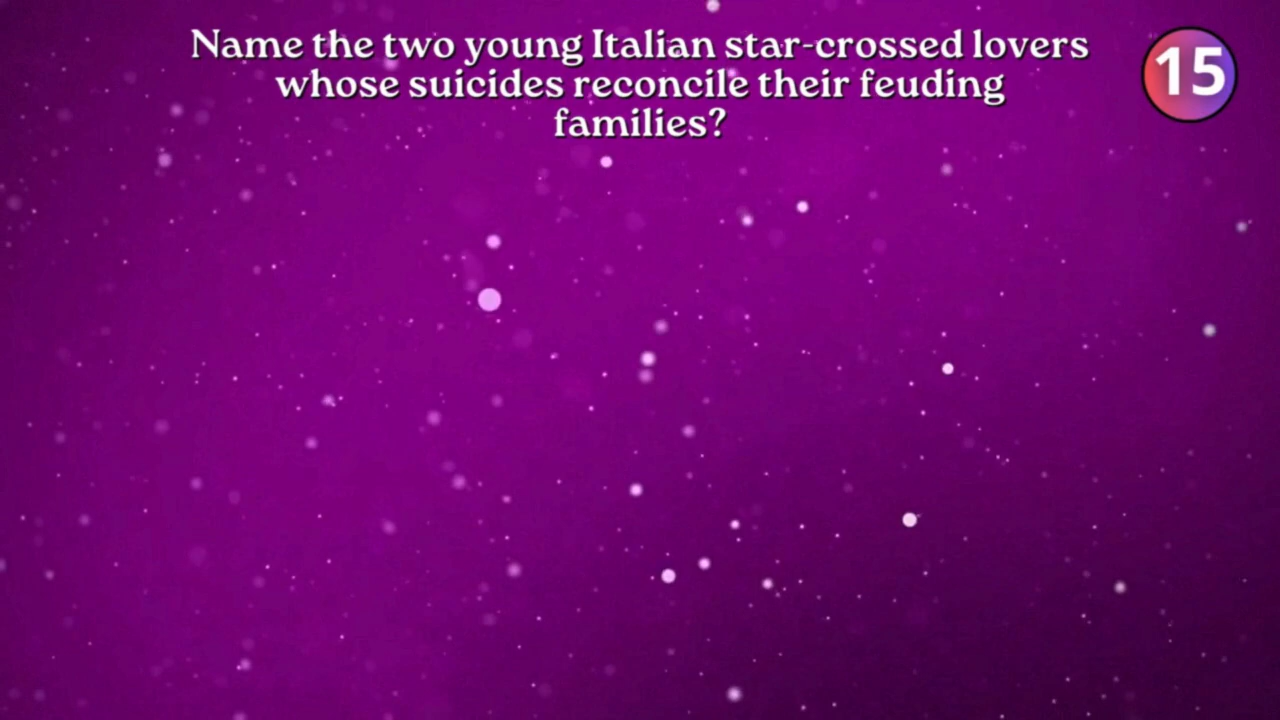 Name the two young Italian star-crossed lovers
whose suicides reconcile their feuding
families?
15